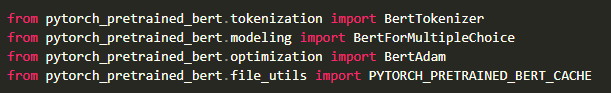 from pytorch_pretrained_bert.tokenization import BertTokenizer
from pytorch_pretrained_bert.modeling import BertForMultipleChoice
from pytorch_pretrained_bert.optimization import BertAdam
from pytorch_pretrained_bert.file_utils import PYTORCH_PRETRAINED_BERT_CACHE